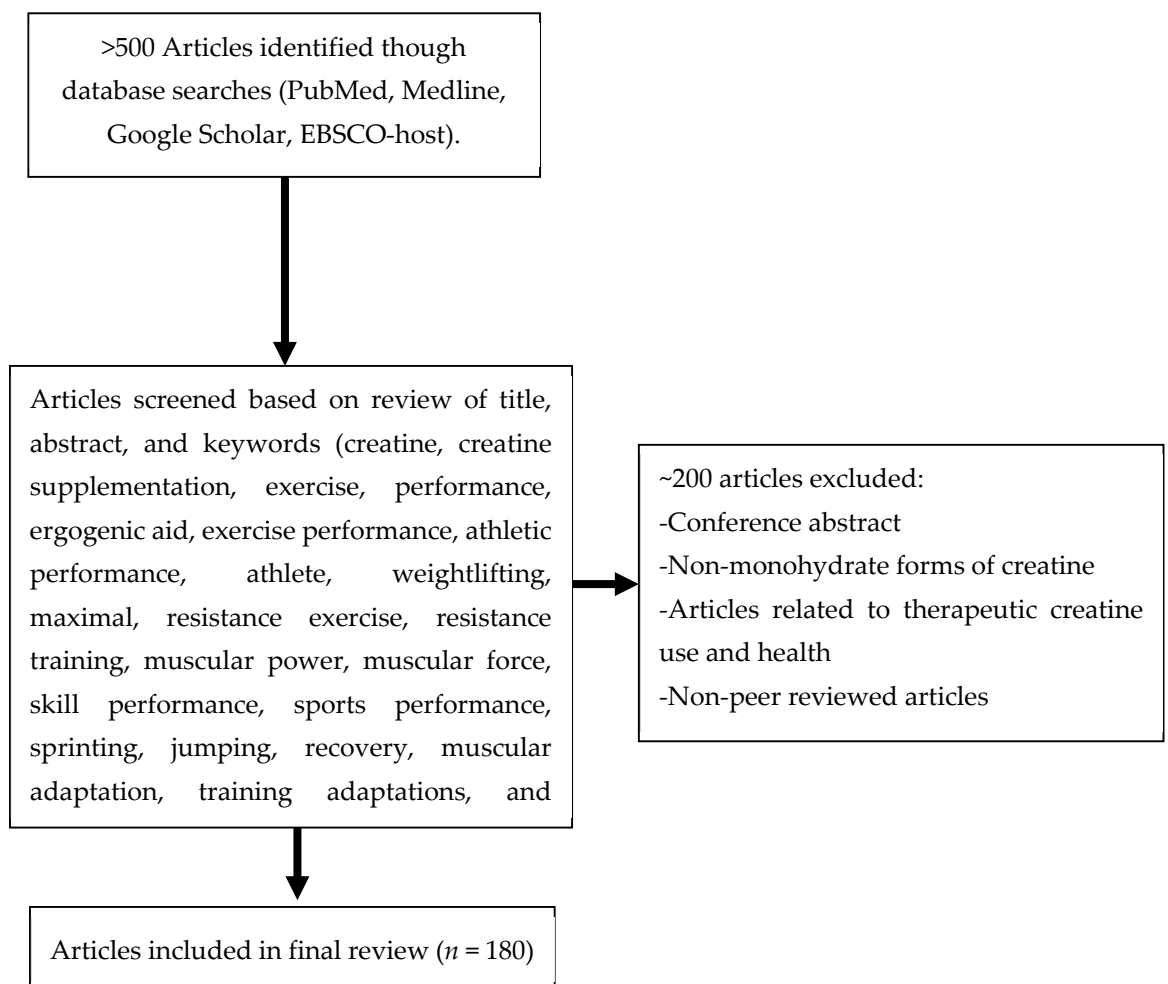 >500 Articles identified though
database searches (PubMed, Medline,
Google Scholar, EBSCO-host).
Articles screened based on review of title,
abstract, and keywords (creatine, creatine
supplementation, exercise, performance,
ergogenic aid, exercise performance, athletic
performance, athlete, weightlifting,
maximal, resistance exercise, resistance
training, muscular power, muscular force,
skill performance, sports performance,
sprinting, jumping, recovery, muscular
adaptation, training adaptations, and
~200 articles excluded:
-Conference abstract
-Non-monohydrate forms of creatine
-Articles related to therapeutic creatine
use and health
-Non-peer reviewed articles
Articles included in final review (n = 180)